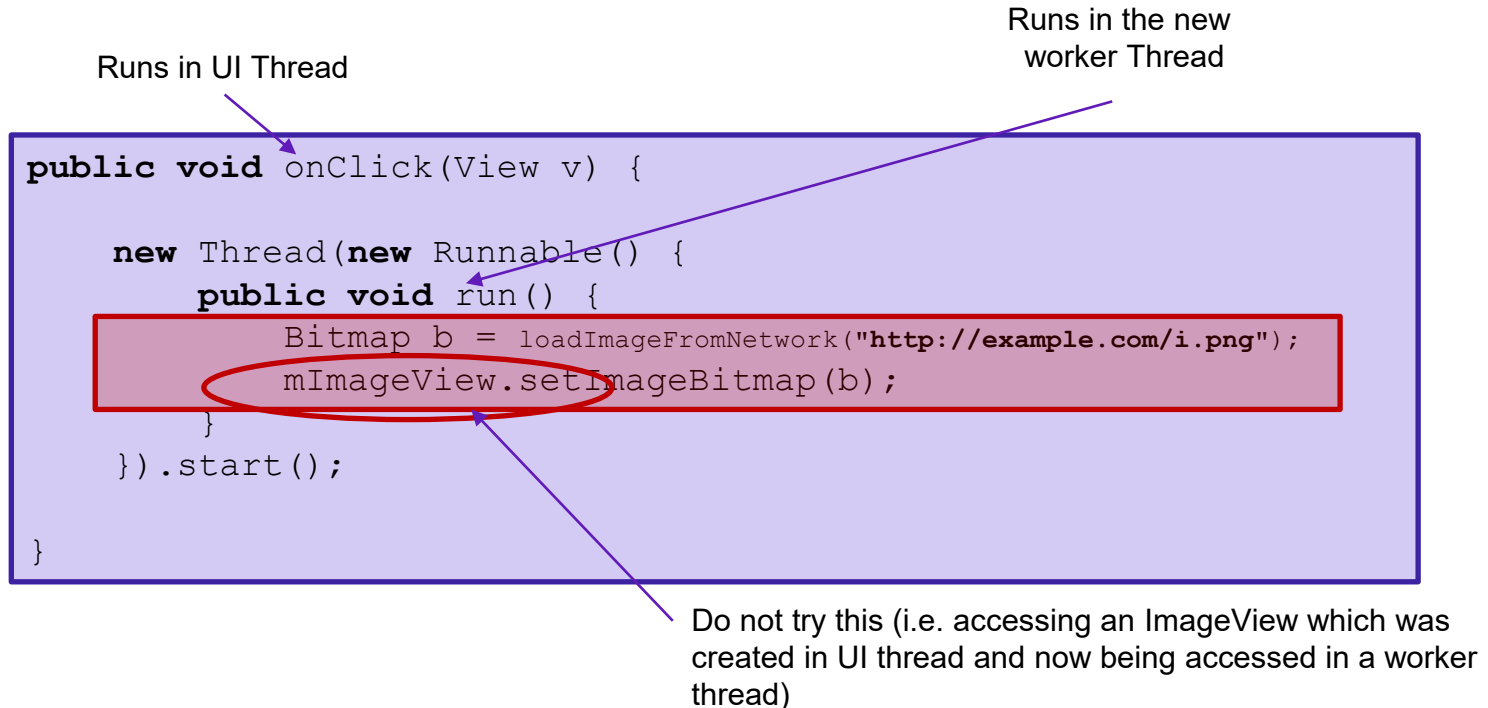 Runs in the new
worker Thread
Runs in UI Thread
public void onClick(View v) {
new Thread(new Runnable() {
public void run() {
Bitmap b = loadImageFromNetwork("http://example.com/i.png");
mImageView.setImageBitmap(b);
}
}).start();
}
Do not try this (i.e. accessing an ImageView which was
created in UI thread and now being accessed in a worker
thread)